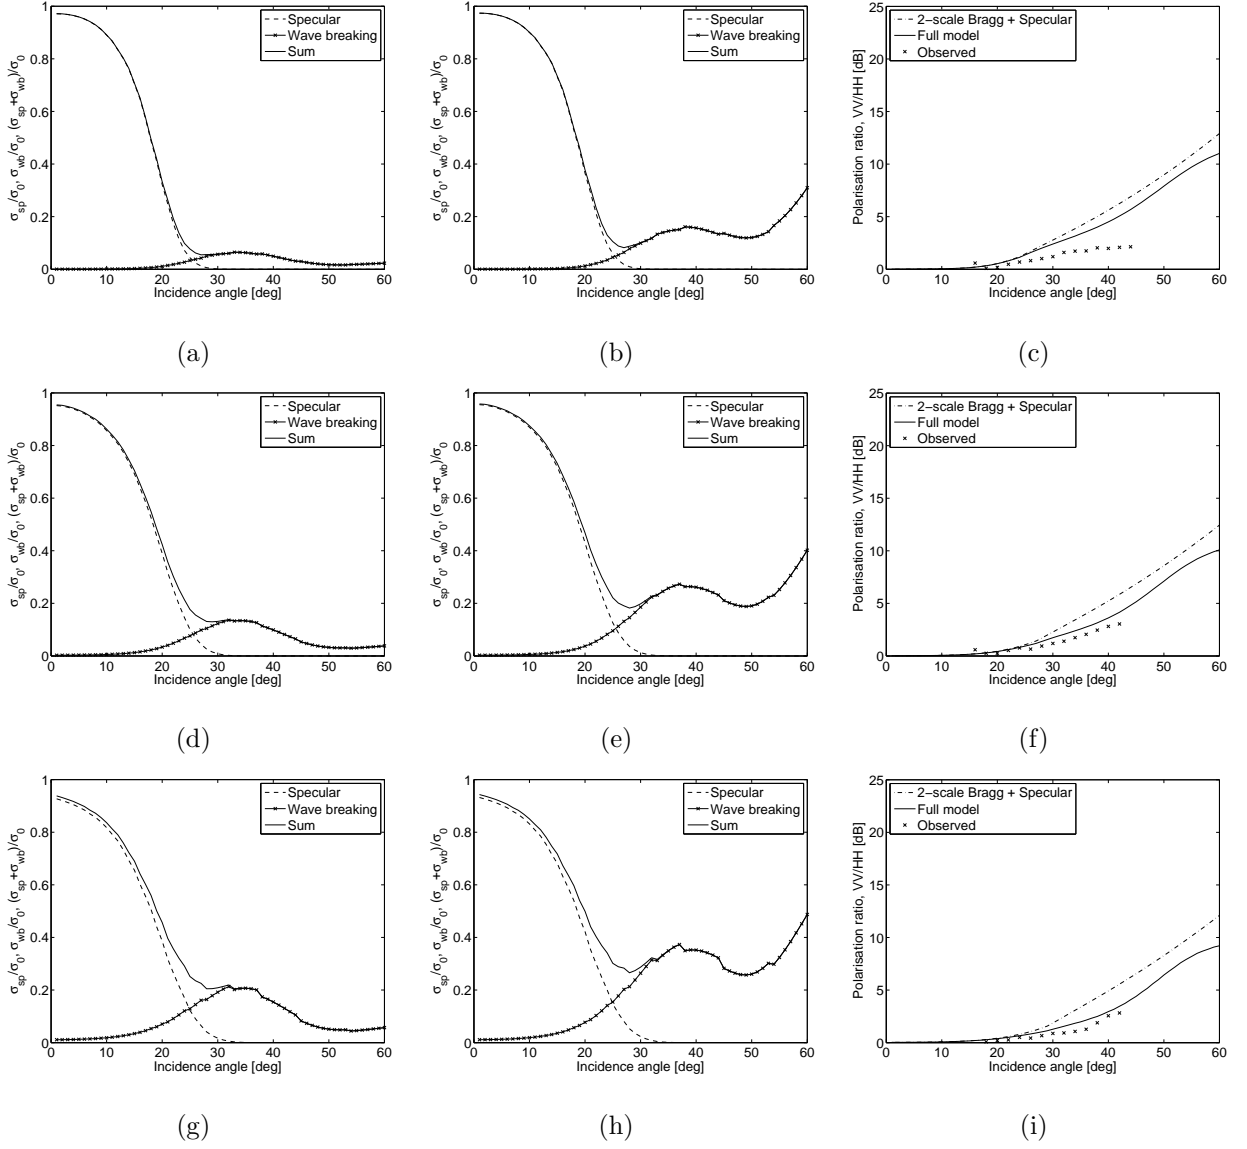 σsp/σ0, σwb/σ0, (σsp+σwb)/σ0
1
0.8
0.6
0.4
0.2
0
0 10 20 30 40 50 60
Incidence angle [deg]
Specular
Wave breaking
Sum
(a)
σsp/σ0, σwb/σ0, (σsp+σwb)/σ0
1
0.8
0.6
0.4
0.2
0
0 10 20 30 40 50 60
Incidence angle [deg]
Specular
Wave breaking
Sum
(b)
Polarisation ratio, VV/HH [dB]
25
20
15
10
5
0
0 10 20 30 40 50 60
Incidence angle [deg]
2−scale Bragg + Specular
Full model
Observed
(c)
σsp/σ0, σwb/σ0, (σsp+σwb)/σ0
1
0.8
0.6
0.4
0.2
0
0 10 20 30 40 50 60
Incidence angle [deg]
Specular
Wave breaking
Sum
(d)
σsp/σ0, σwb/σ0, (σsp+σwb)/σ0
1
0.8
0.6
0.4
0.2
0
0 10 20 30 40 50 60
Incidence angle [deg]
Specular
Wave breaking
Sum
(e)
Polarisation ratio, VV/HH [dB]
25
20
15
10
5
0
0 10 20 30 40 50 60
Incidence angle [deg]
2−scale Bragg + Specular
Full model
Observed
(f)
σsp/σ0, σwb/σ0, (σsp+σwb)/σ0
1
0.8
0.6
0.4
0.2
0
0 10 20 30 40 50 60
Incidence angle [deg]
Specular
Wave breaking
Sum
(g)
σsp/σ0, σwb/σ0, (σsp+σwb)/σ0
1
0.8
0.6
0.4
0.2
0
0 10 20 30 40 50 60
Incidence angle [deg]
Specular
Wave breaking
Sum
(h)
Polarisation ratio, VV/HH [dB]
25
20
15
10
5
0
0 10 20 30 40 50 60
Incidence angle [deg]
2−scale Bragg + Specular
Full model
Observed
(i)